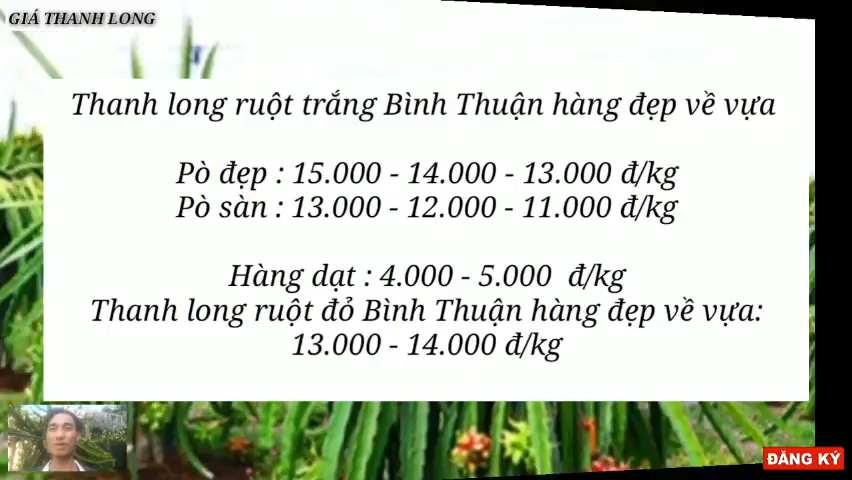 GIÁ THANH LONG
Thanh long ruột trắng Bình Thuận hàng đẹp về vựa
Pò đẹp : 15.000 - 14.000 - 13.000 đ/kg
Pò sàn : 13.000 - 12.000 - 11.000 đ/kg
Hàng dạt : 4.000 - 5.000 đ/kg
Thanh long ruột đỏ Bình Thuận hàng đẹp về vựa:
13.000 - 14.000 đ/kg
ĐĂNG KÝ